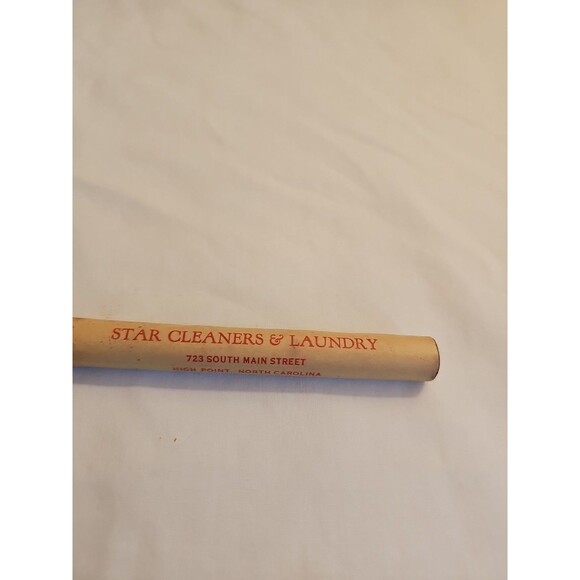 STAR CLEANERS & LAUNDRY
723 SOUTH MAIN STREET
HIGH POINT, NORTH CAROLINA